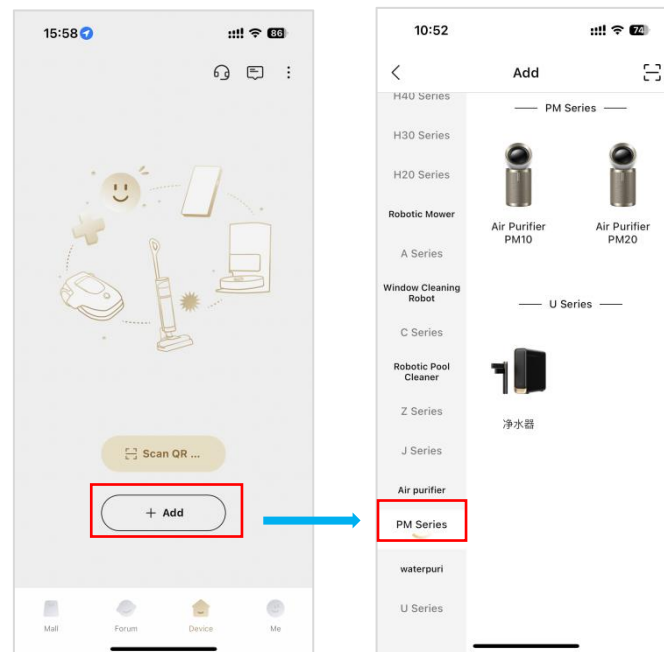 15:58
86
Scan QR ...
+ Add
Mall
Forum
Device
Me
10:52
74
Add
H40 Series
H30 Series
H20 Series
Robotic Mower
A Series
Window Cleaning
Robot
C Series
Robotic Pool
Cleaner
Z Series
J Series
Air purifier
PM Series
waterpuri
U Series
PM Series
Air Purifier
PM10
Air Purifier
PM20
U Series
净水器